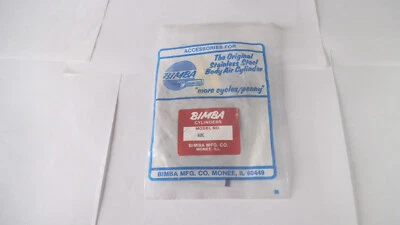 ACCESSORIES FOR
The Original
Stainless Steel
Body Air Cylinder
BIMBA
"more cycles/penny"
BIMBA
CYLINDERS
MODEL NO.
BIMBA MFG. CO.
MONEE, ILL.
BIMBA MFG. CO. MONEE, IL 60449